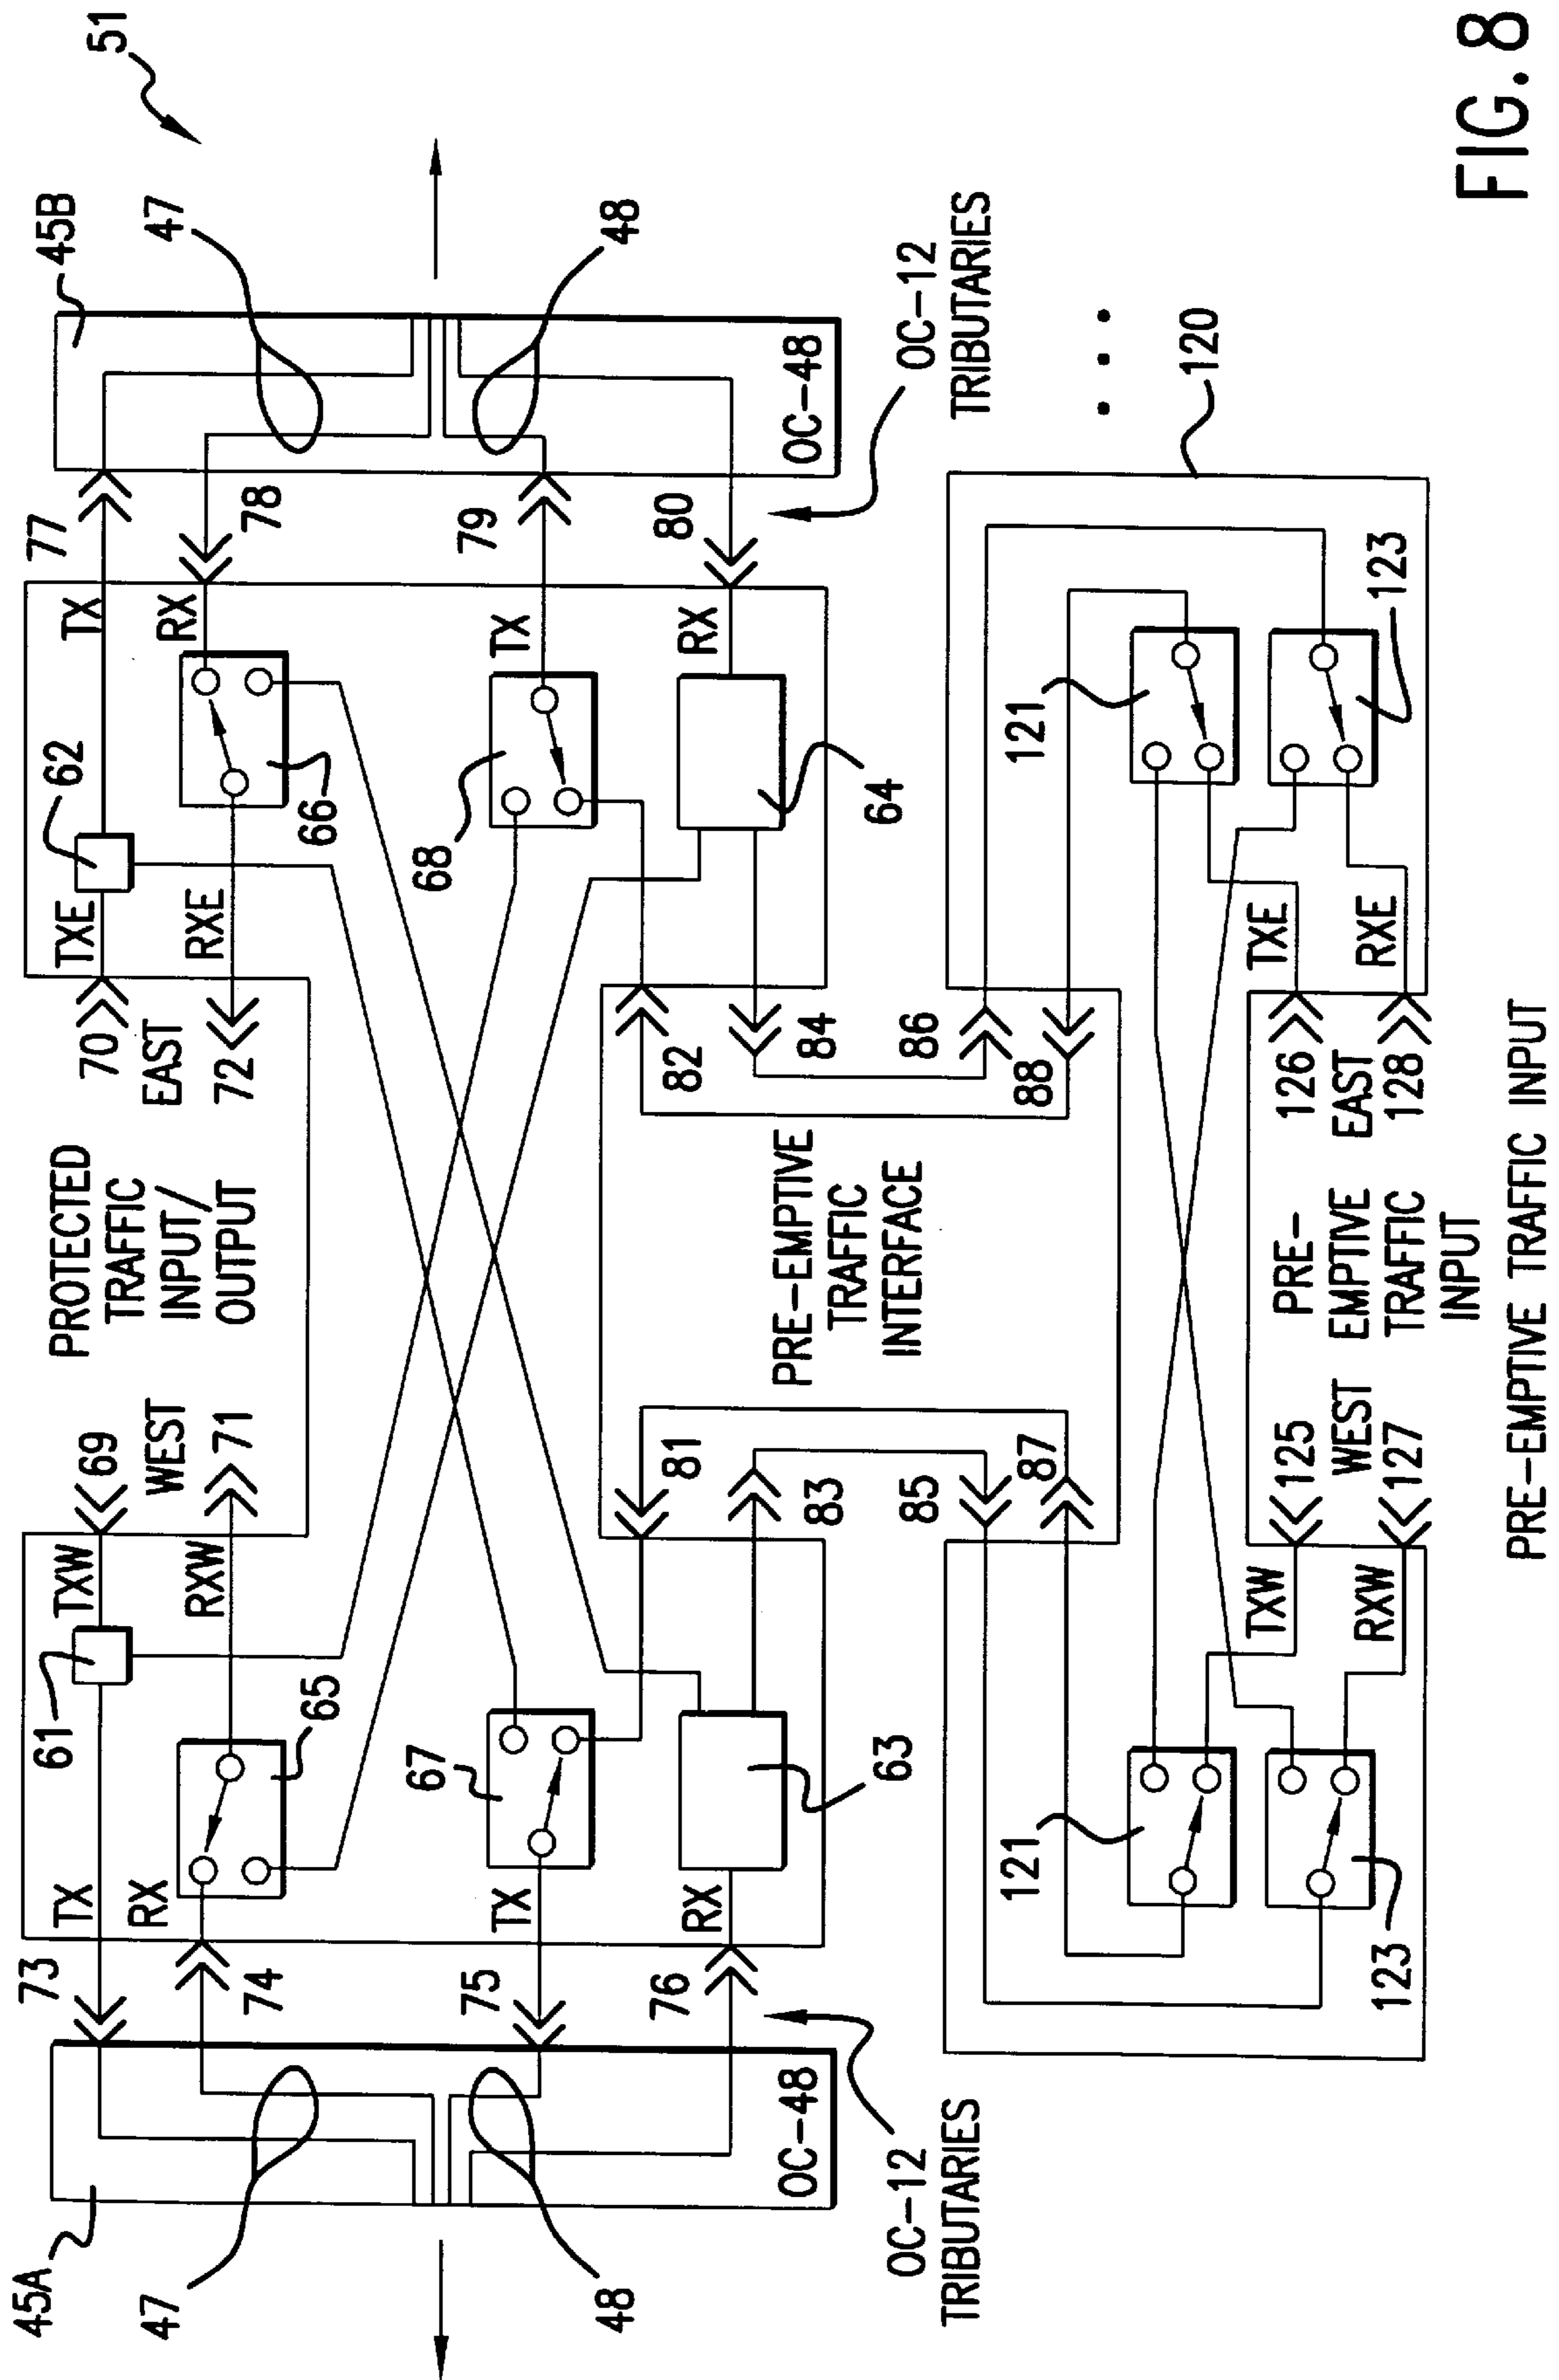 51
45A
47
48
OC-48
OC-12
TRIBUTARIES
73
74
75
76
TX
RX
TX
RX
61
65
67
63
TXW
RXW
69
WEST
71
PROTECTED
TRAFFIC
INPUT/
OUTPUT
70
EAST
72
TXE
RXE
62
66
68
64
TX
RX
TX
RX
77
78
79
80
45B
47
48
OC-48
OC-12
TRIBUTARIES
81
83
85
87
PRE-EMPTIVE
TRAFFIC
INTERFACE
82
84
86
88
120
121
123
TXW
RXW
125
WEST
127
PRE-
EMPTIVE
TRAFFIC
INPUT
126
EAST
128
TXE
RXE
121
123
PRE-EMPTIVE TRAFFIC INPUT
FIG. 8